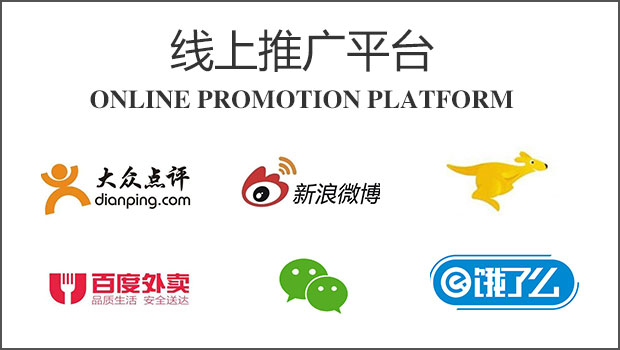 线上推广平台
ONLINE PROMOTION PLATFORM
大众点评
dianping.com
新浪微博
百度外卖
品质生活 安全送达
饿了么